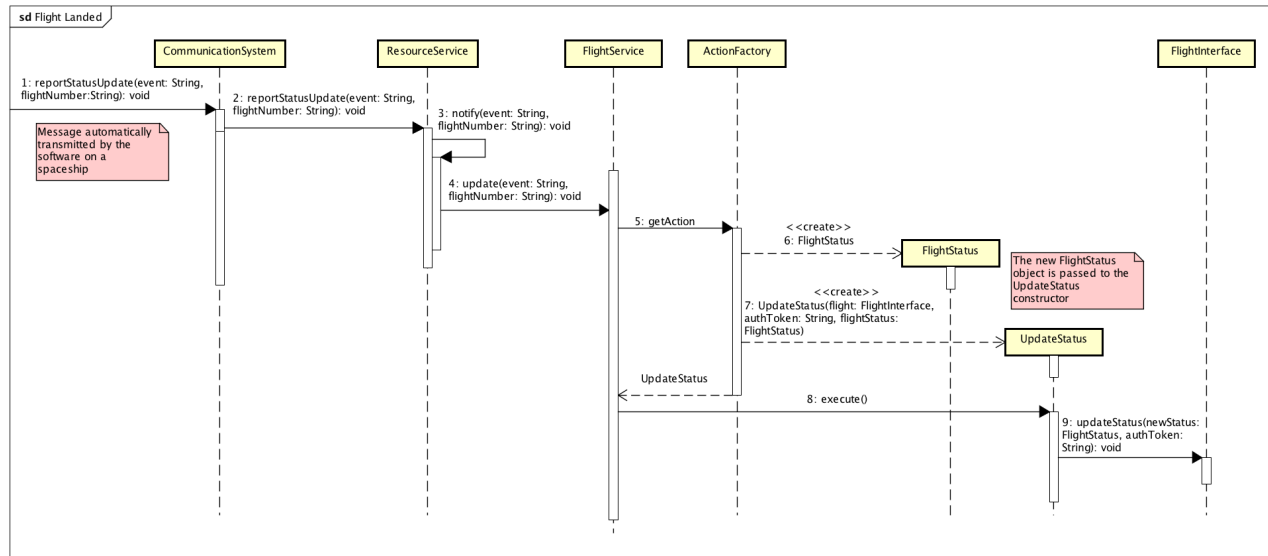 sd Flight Landed
CommunicationSystem
ResourceService
FlightService
ActionFactory
FlightInterface
1: reportStatusUpdate(event: String,
flightNumber:String): void
2: reportStatusUpdate(event: String,
flightNumber: String): void
3: notify(event: String,
flightNumber: String): void
Message automatically
transmitted by the
software on a
spaceship
4: update(event: String,
flightNumber: String): void
5: getAction
<<create>>
6: FlightStatus
FlightStatus
The new FlightStatus
object is passed to the
UpdateStatus
constructor
<<create>>
7: UpdateStatus(flight: FlightInterface,
authToken: String, flightStatus:
FlightStatus)
UpdateStatus
UpdateStatus
8: execute()
9: updateStatus(newStatus:
FlightStatus, authToken:
String): void